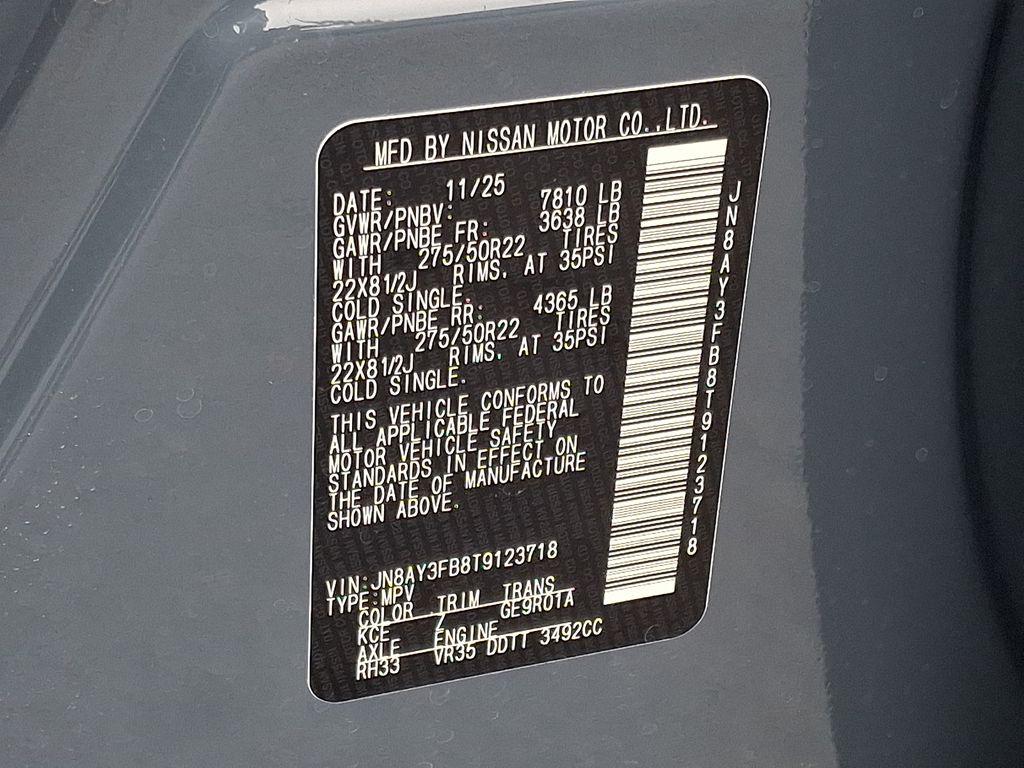 MFD BY NISSAN MOTOR CO.,LTD.
DATE: 11/25
GVWR/PNBV: 7810 LB
GAWR/PNBE FR: 3638 LB
WITH 275/50R22 TIRES
22X81/2J RIMS, AT 35PSI
COLD SINGLE.
GAWR/PNBE RR: 4365 LB
WITH 275/50R22 TIRES
22X81/2J RIMS, AT 35PSI
COLD SINGLE.
THIS VEHICLE CONFORMS TO
ALL APPLICABLE FEDERAL
MOTOR VEHICLE SAFETY
STANDARDS IN EFFECT ON
THE DATE OF MANUFACTURE
SHOWN ABOVE.
VIN:JN8AY3FB8T9123718
TYPE:MPV
COLOR TRIM TRANS
KCE Z GE9R01A
AXLE ENGINE
RH33 VR35 DDTT 3492CC
JN8AY3FB8T9123718